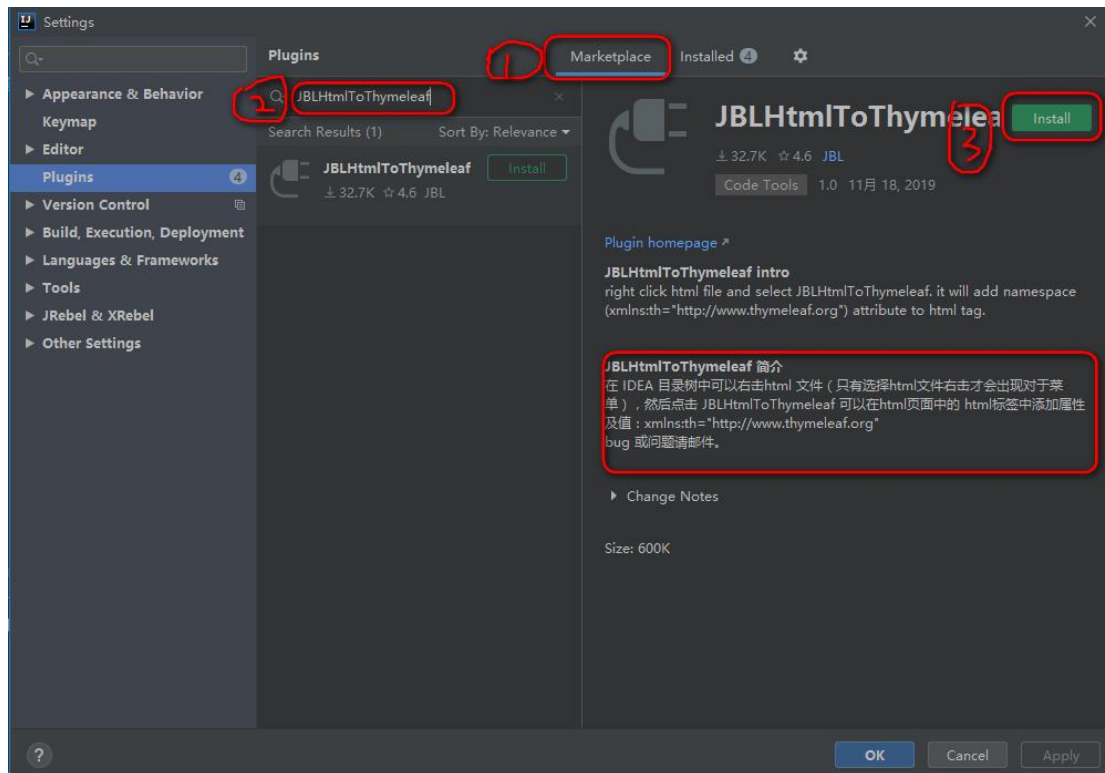 Settings
Plugins
Marketplace
Installed 4
1
2
JBLHtmlToThymeleaf
Search Results (1)
Sort By: Relevance
JBLHtmlToThymeleaf
Install
32.7K 4.6 JBL
Appearance & Behavior
Keymap
Editor
Plugins 4
Version Control
Build, Execution, Deployment
Languages & Frameworks
Tools
JRebel & XRebel
Other Settings
JBLHtmlToThymelea
3
Install
32.7K 4.6 JBL
Code Tools 1.0 11月 18, 2019
Plugin homepage
JBLHtmlToThymeleaf intro
right click html file and select JBLHtmlToThymeleaf. it will add namespace
(xmlns:th="http://www.thymeleaf.org") attribute to html tag.
JBLHtmlToThymeleaf 简介
在 IDEA 目录树中可以右击html 文件（只有选择html文件右击才会出现对于菜
单），然后点击 JBLHtmlToThymeleaf 可以在html页面中的 html标签中添加属性
及值：xmlns:th="http://www.thymeleaf.org"
bug 或问题请邮件。
Change Notes
Size: 600K
?
OK
Cancel
Apply